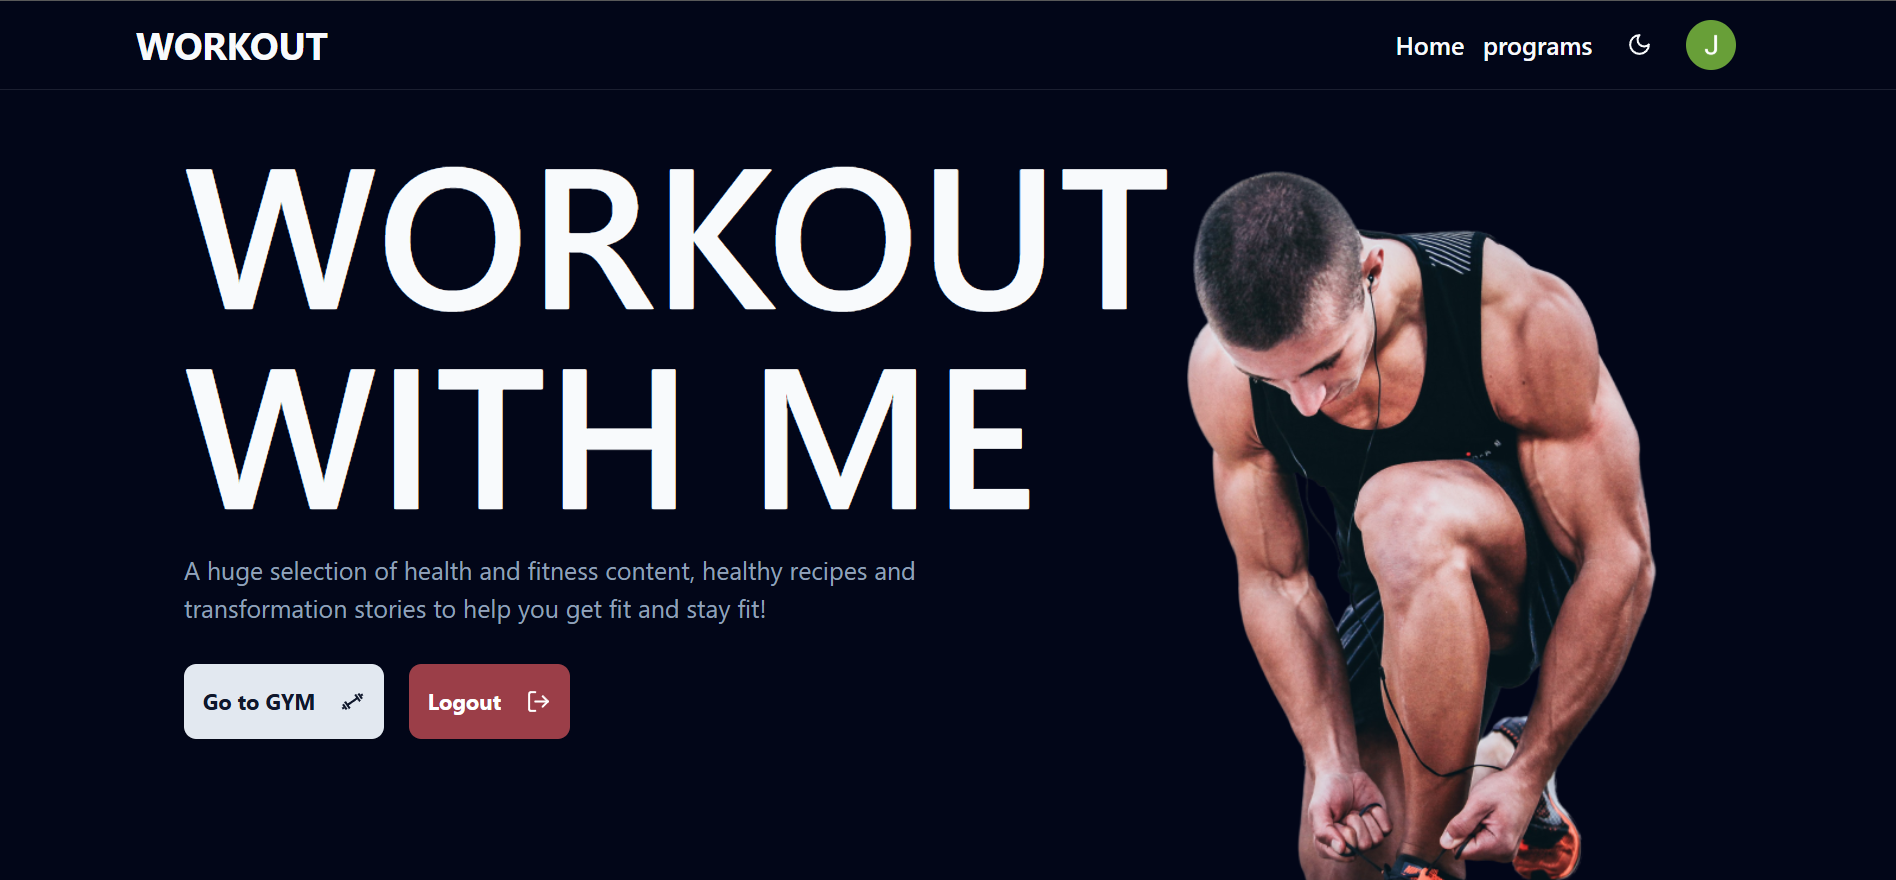 WORKOUT
Home
programs
J
WORKOUT
WITH ME
A huge selection of health and fitness content, healthy recipes and
transformation stories to help you get fit and stay fit!
Go to GYM
Logout